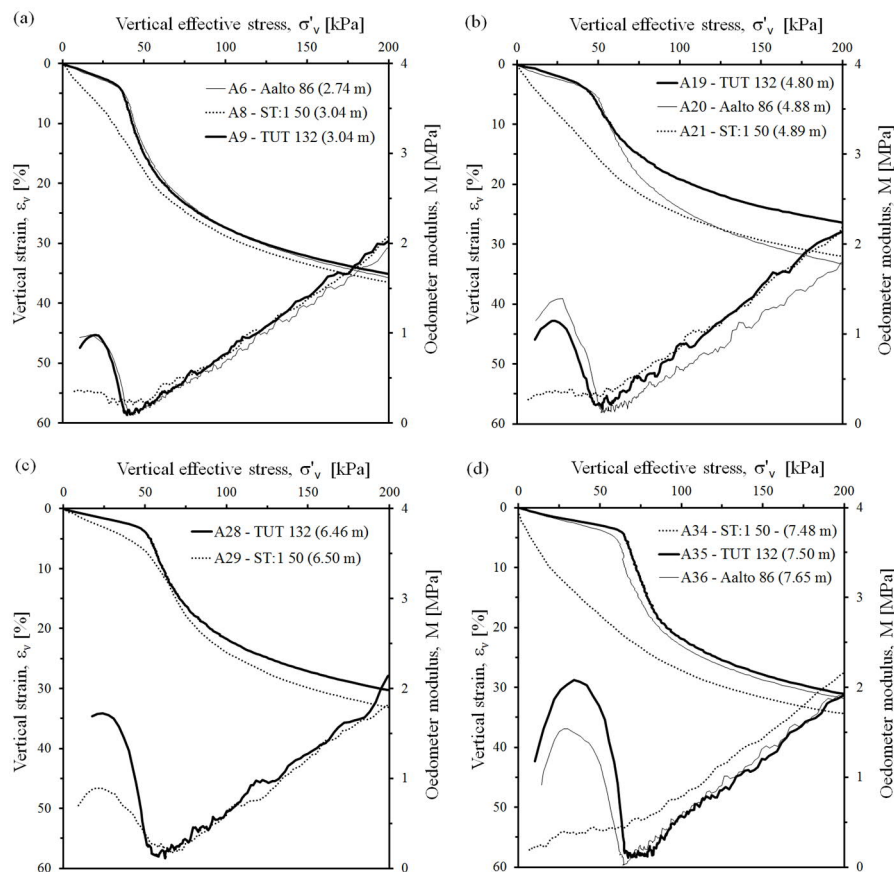 (a)
Vertical effective stress, σ'v [kPa]
0 50 100 150 200
0
10
20
30
40
50
60
Vertical strain, εv [%]
4
3
2
1
0
Oedometer modulus, M [MPa]
A6 - Aalto 86 (2.74 m)
A8 - ST:1 50 (3.04 m)
A9 - TUT 132 (3.04 m)
(b)
Vertical effective stress, σ'v [kPa]
0 50 100 150 200
0
10
20
30
40
50
60
Vertical strain, εv [%]
4
3
2
1
0
Oedometer modulus, M [MPa]
A19 - TUT 132 (4.80 m)
A20 - Aalto 86 (4.88 m)
A21 - ST:1 50 (4.89 m)
(c)
Vertical effective stress, σ'v [kPa]
0 50 100 150 200
0
10
20
30
40
50
60
Vertical strain, εv [%]
4
3
2
1
0
Oedometer modulus, M [MPa]
A28 - TUT 132 (6.46 m)
A29 - ST:1 50 (6.50 m)
(d)
Vertical effective stress, σ'v [kPa]
0 50 100 150 200
0
10
20
30
40
50
60
Vertical strain, εv [%]
4
3
2
1
0
Oedometer modulus, M [MPa]
A34 - ST:1 50 - (7.48 m)
A35 - TUT 132 (7.50 m)
A36 - Aalto 86 (7.65 m)